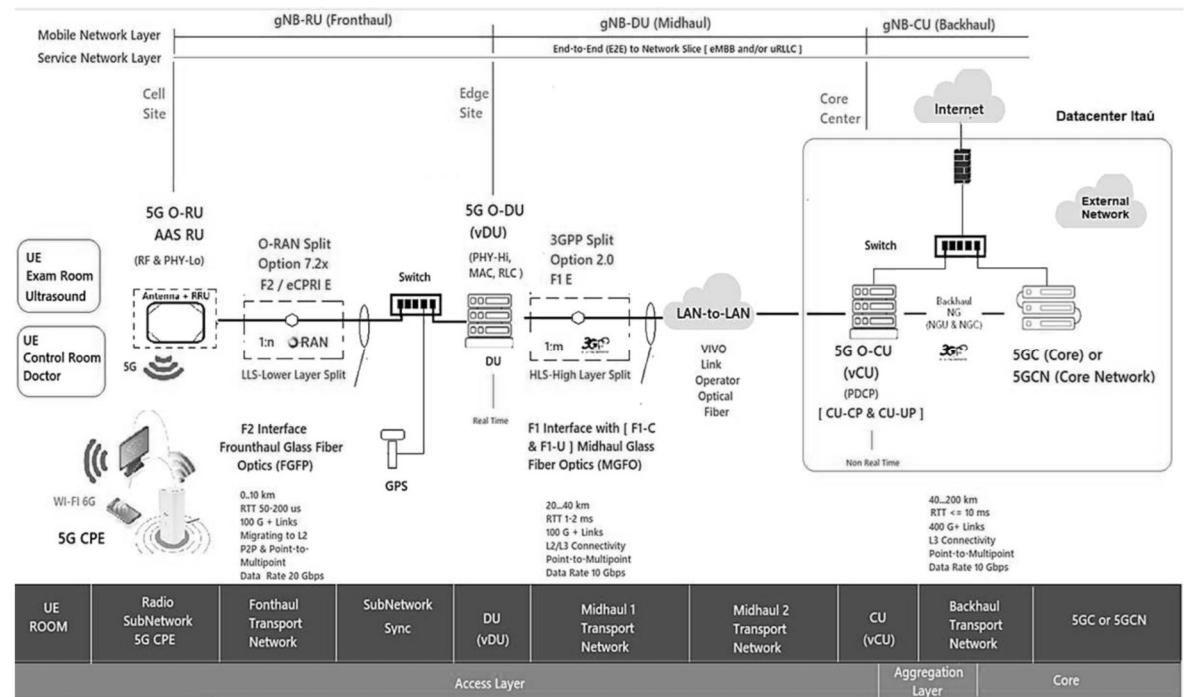 gNB-RU (Fronthaul)
gNB-DU (Midhaul)
gNB-CU (Backhaul)
Mobile Network Layer
End-to-End (E2E) to Network Slice [ eMBB and/or uRLLC ]
Service Network Layer
Cell
Site
Edge
Site
Core
Center
Internet
Datacenter Itaú
External
Network
5G O-RU
AAS RU
(RF & PHY-Lo)
Antenna + RRU
5G
UE
Exam Room
Ultrasound
UE
Control Room
Doctor
O-RAN Split
Option 7.2x
F2 / eCPRI E
1:n
RAN
LLS-Lower Layer Split
Switch
5G O-DU
(vDU)
(PHY-Hi,
MAC, RLC )
DU
Real Time
3GPP Split
Option 2.0
F1 E
1:m
3GPP
HLS-High Layer Split
LAN-to-LAN
VIVO
Link
Operator
Optical
Fiber
Switch
5G O-CU
(vCU)
(PDCP)
[ CU-CP & CU-UP ]
Non Real Time
Backhaul
NG
(NGU & NGC)
3GPP
5GC (Core) or
5GCN (Core Network)
WI-FI 6G
5G CPE
F2 Interface
Frounthaul Glass Fiber
Optics (FGFP)
0..10 km
RTT 50-200 us
100 G + Links
Migrating to L2
P2P & Point-to-
Multipoint
Data Rate 20 Gbps
GPS
F1 Interface with [ F1-C
& F1-U ] Midhaul Glass
Fiber Optics (MGFO)
20...40 km
RTT 1-2 ms
100 G + Links
L2/L3 Connectivity
Point-to-Multipoint
Data Rate 10 Gbps
40...200 km
RTT <= 10 ms
400 G+ Links
L3 Connectivity
Point-to-Multipoint
Data Rate 10 Gbps
UE
ROOM
Radio
SubNetwork
5G CPE
Fonthaul
Transport
Network
SubNetwork
Sync
DU
(vDU)
Midhaul 1
Transport
Network
Midhaul 2
Transport
Network
CU
(vCU)
Backhaul
Transport
Network
5GC or 5GCN
Access Layer
Aggregation
Layer
Core